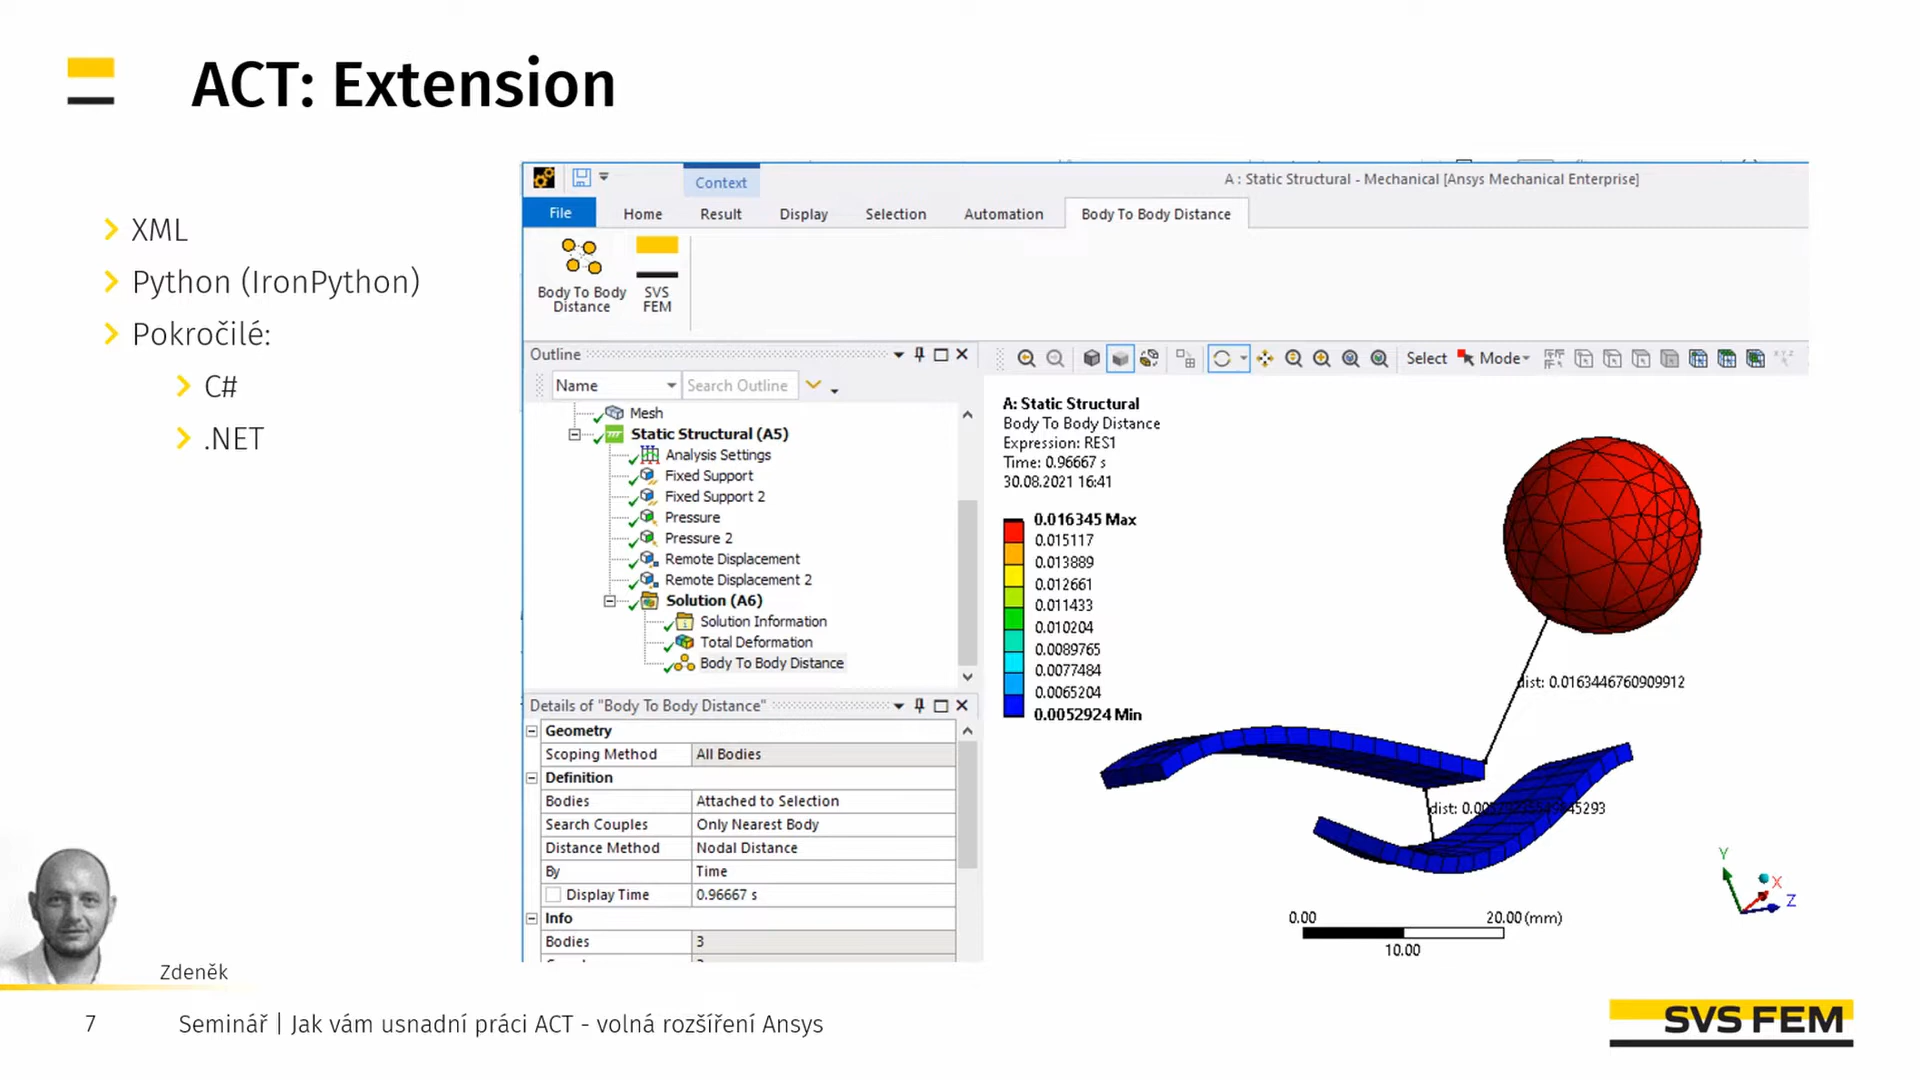 ACT: Extension
XML
Python (IronPython)
Pokročilé:
C#
.NET
Context
A : Static Structural - Mechanical [Ansys Mechanical Enterprise]
File
Home
Result
Display
Selection
Automation
Body To Body Distance
Body To Body
Distance
SVS
FEM
Outline
Name
Search Outline
Select
Mode
Mesh
Static Structural (A5)
Analysis Settings
Fixed Support
Fixed Support 2
Pressure
Pressure 2
Remote Displacement
Remote Displacement 2
Solution (A6)
Solution Information
Total Deformation
Body To Body Distance
Details of "Body To Body Distance"
Geometry
Scoping Method All Bodies
Definition
Bodies Attached to Selection
Search Couples Only Nearest Body
Distance Method Nodal Distance
By Time
Display Time 0.96667 s
Info
Bodies 3
A: Static Structural
Body To Body Distance
Expression: RES1
Time: 0.96667 s
30.08.2021 16:41
0.016345 Max
0.015117
0.013889
0.012661
0.011433
0.010204
0.0089765
0.0077484
0.0065204
0.0052924 Min
dist: 0.0163446760909912
dist:
0.00
20.00 (mm)
10.00
Y
X
Z
Zdeněk
7
Seminář | Jak vám usnadní práci ACT - volná rozšíření Ansys
SVS FEM